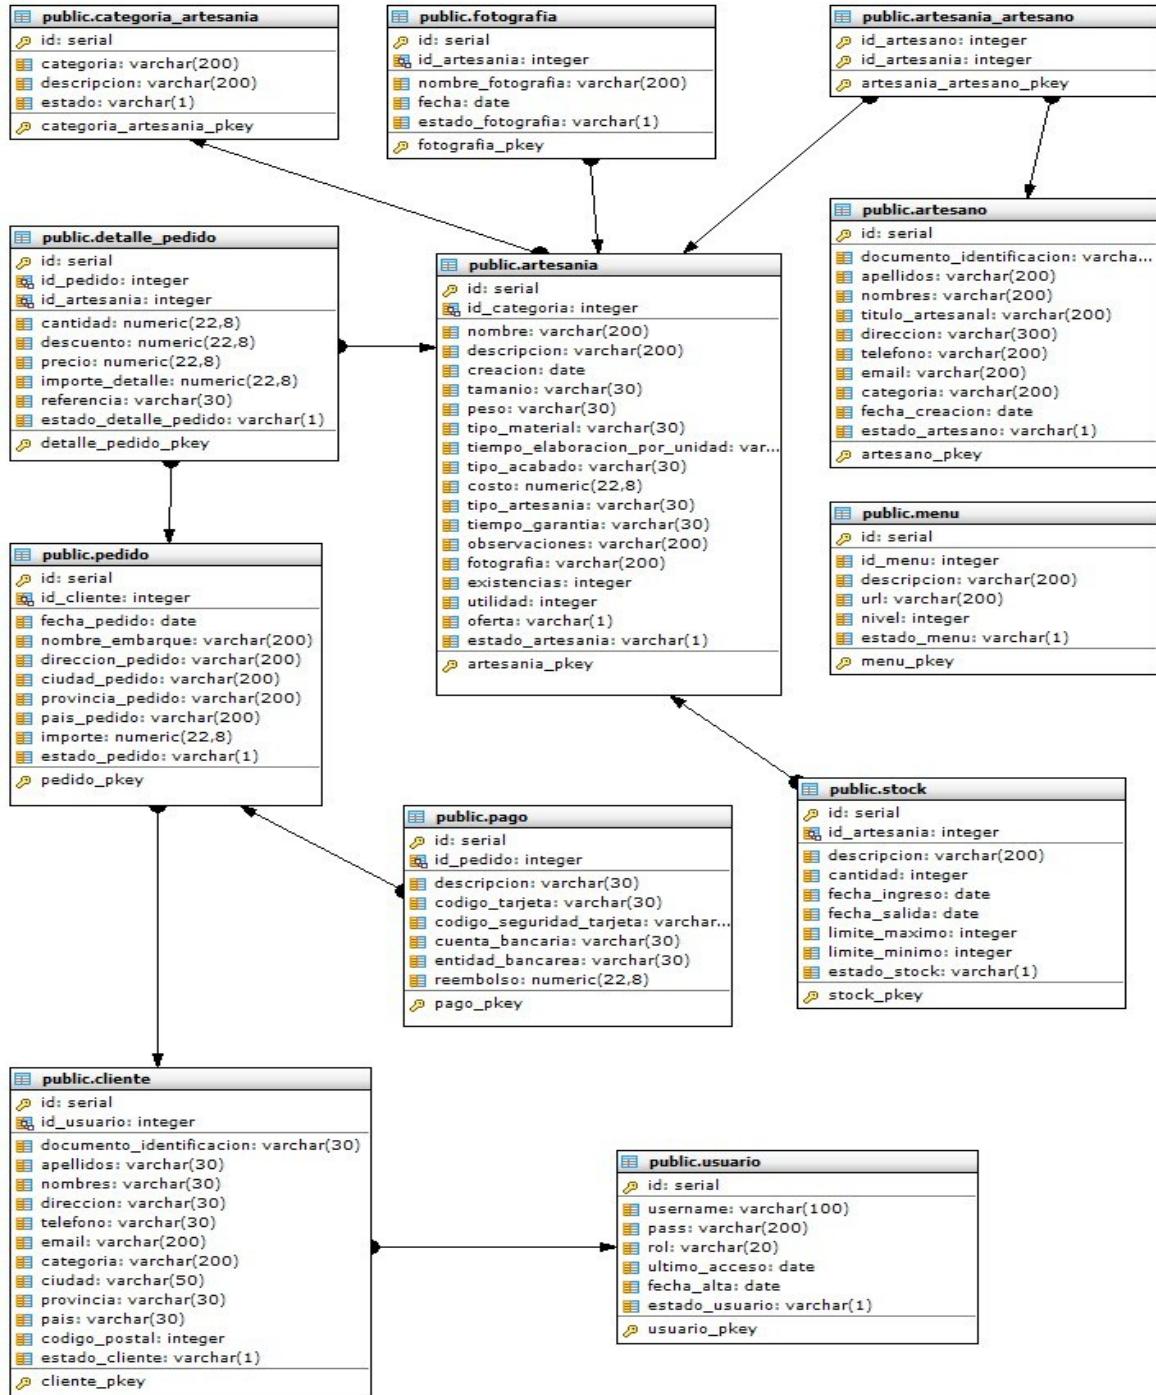 public.categoria_artesania
id: serial
categoria: varchar(200)
descripcion: varchar(200)
estado: varchar(1)
categoria_artesania_pkey
public.fotografia
id: serial
id_artesania: integer
nombre_fotografia: varchar(200)
fecha: date
estado_fotografia: varchar(1)
fotografia_pkey
public.artesania_artesano
id_artesano: integer
id_artesania: integer
artesania_artesano_pkey
public.detalle_pedido
id: serial
id_pedido: integer
id_artesania: integer
cantidad: numeric(22,8)
descuento: numeric(22,8)
precio: numeric(22,8)
importe_detalle: numeric(22,8)
referencia: varchar(30)
estado_detalle_pedido: varchar(1)
detalle_pedido_pkey
public.artesania
id: serial
id_categoria: integer
nombre: varchar(200)
descripcion: varchar(200)
creacion: date
tamanio: varchar(30)
peso: varchar(30)
tipo_material: varchar(30)
tiempo_elaboracion_por_unidad: var...
tipo_acabado: varchar(30)
costo: numeric(22,8)
tipo_artesania: varchar(30)
tiempo_garantia: varchar(30)
observaciones: varchar(200)
fotografia: varchar(200)
existencias: integer
utilidad: integer
oferta: varchar(1)
estado_artesania: varchar(1)
artesania_pkey
public.artesano
id: serial
documento_identificacion: varcha...
apellidos: varchar(200)
nombres: varchar(200)
titulo_artesanal: varchar(200)
direccion: varchar(300)
telefono: varchar(200)
email: varchar(200)
categoria: varchar(200)
fecha_creacion: date
estado_artesano: varchar(1)
artesano_pkey
public.menu
id: serial
id_menu: integer
descripcion: varchar(200)
url: varchar(200)
nivel: integer
estado_menu: varchar(1)
menu_pkey
public.pedido
id: serial
id_cliente: integer
fecha_pedido: date
nombre_embarque: varchar(200)
direccion_pedido: varchar(200)
ciudad_pedido: varchar(200)
provincia_pedido: varchar(200)
pais_pedido: varchar(200)
importe: numeric(22,8)
estado_pedido: varchar(1)
pedido_pkey
public.pago
id: serial
id_pedido: integer
descripcion: varchar(30)
codigo_tarjeta: varchar(30)
codigo_seguridad_tarjeta: varchar...
cuenta_bancaria: varchar(30)
entidad_bancarea: varchar(30)
reembolso: numeric(22,8)
pago_pkey
public.stock
id: serial
id_artesania: integer
descripcion: varchar(200)
cantidad: integer
fecha_ingreso: date
fecha_salida: date
limite_maximo: integer
limite_minimo: integer
estado_stock: varchar(1)
stock_pkey
public.cliente
id: serial
id_usuario: integer
documento_identificacion: varchar(30)
apellidos: varchar(30)
nombres: varchar(30)
direccion: varchar(30)
telefono: varchar(30)
email: varchar(200)
categoria: varchar(200)
ciudad: varchar(50)
provincia: varchar(30)
pais: varchar(30)
codigo_postal: integer
estado_cliente: varchar(1)
cliente_pkey
public.usuario
id: serial
username: varchar(100)
pass: varchar(200)
rol: varchar(20)
ultimo_acceso: date
fecha_alta: date
estado_usuario: varchar(1)
usuario_pkey